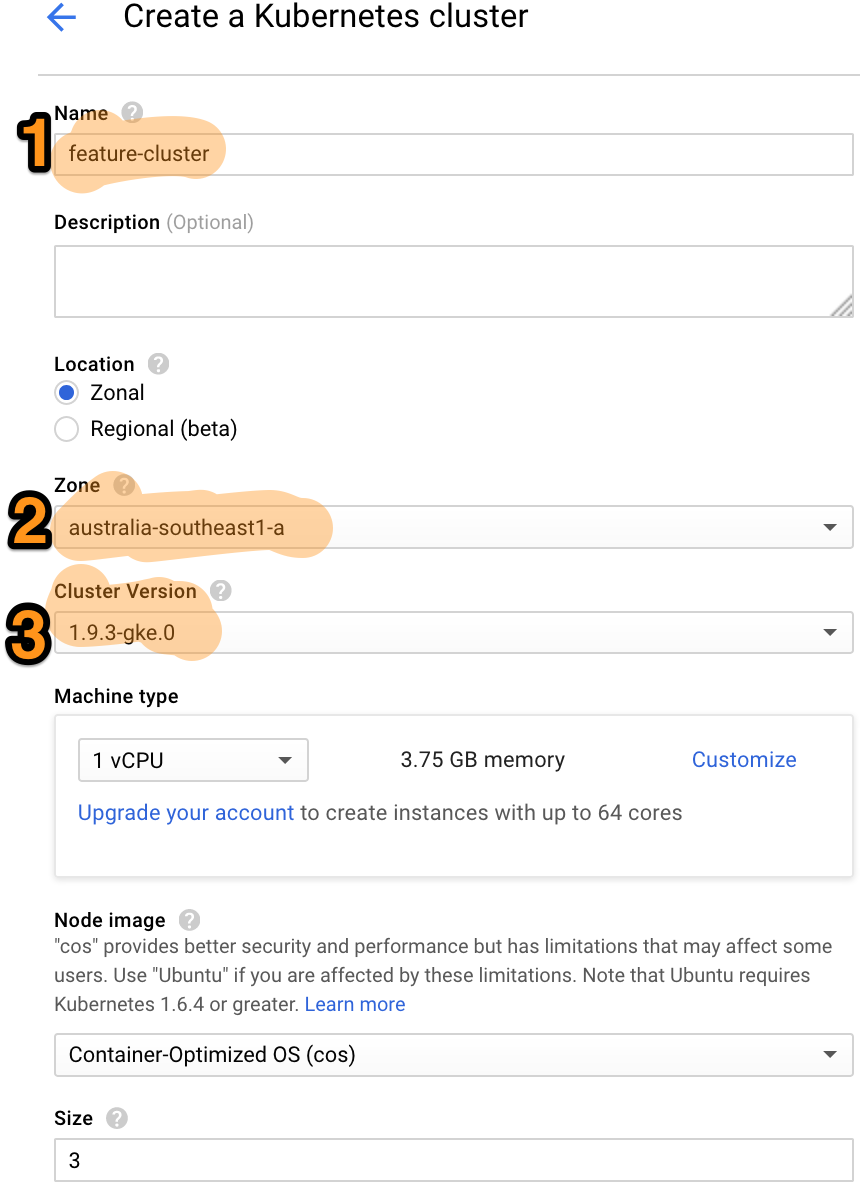 Create a Kubernetes cluster
Name ?
1
feature-cluster
Description (Optional)
Location ?
Zonal
Regional (beta)
Zone ?
2
australia-southeast1-a
Cluster Version ?
3
1.9.3-gke.0
Machine type
1 vCPU 3.75 GB memory Customize
Upgrade your account to create instances with up to 64 cores
Node image ?
"cos" provides better security and performance but has limitations that may affect some
users. Use "Ubuntu" if you are affected by these limitations. Note that Ubuntu requires
Kubernetes 1.6.4 or greater. Learn more
Container-Optimized OS (cos)
Size ?
3